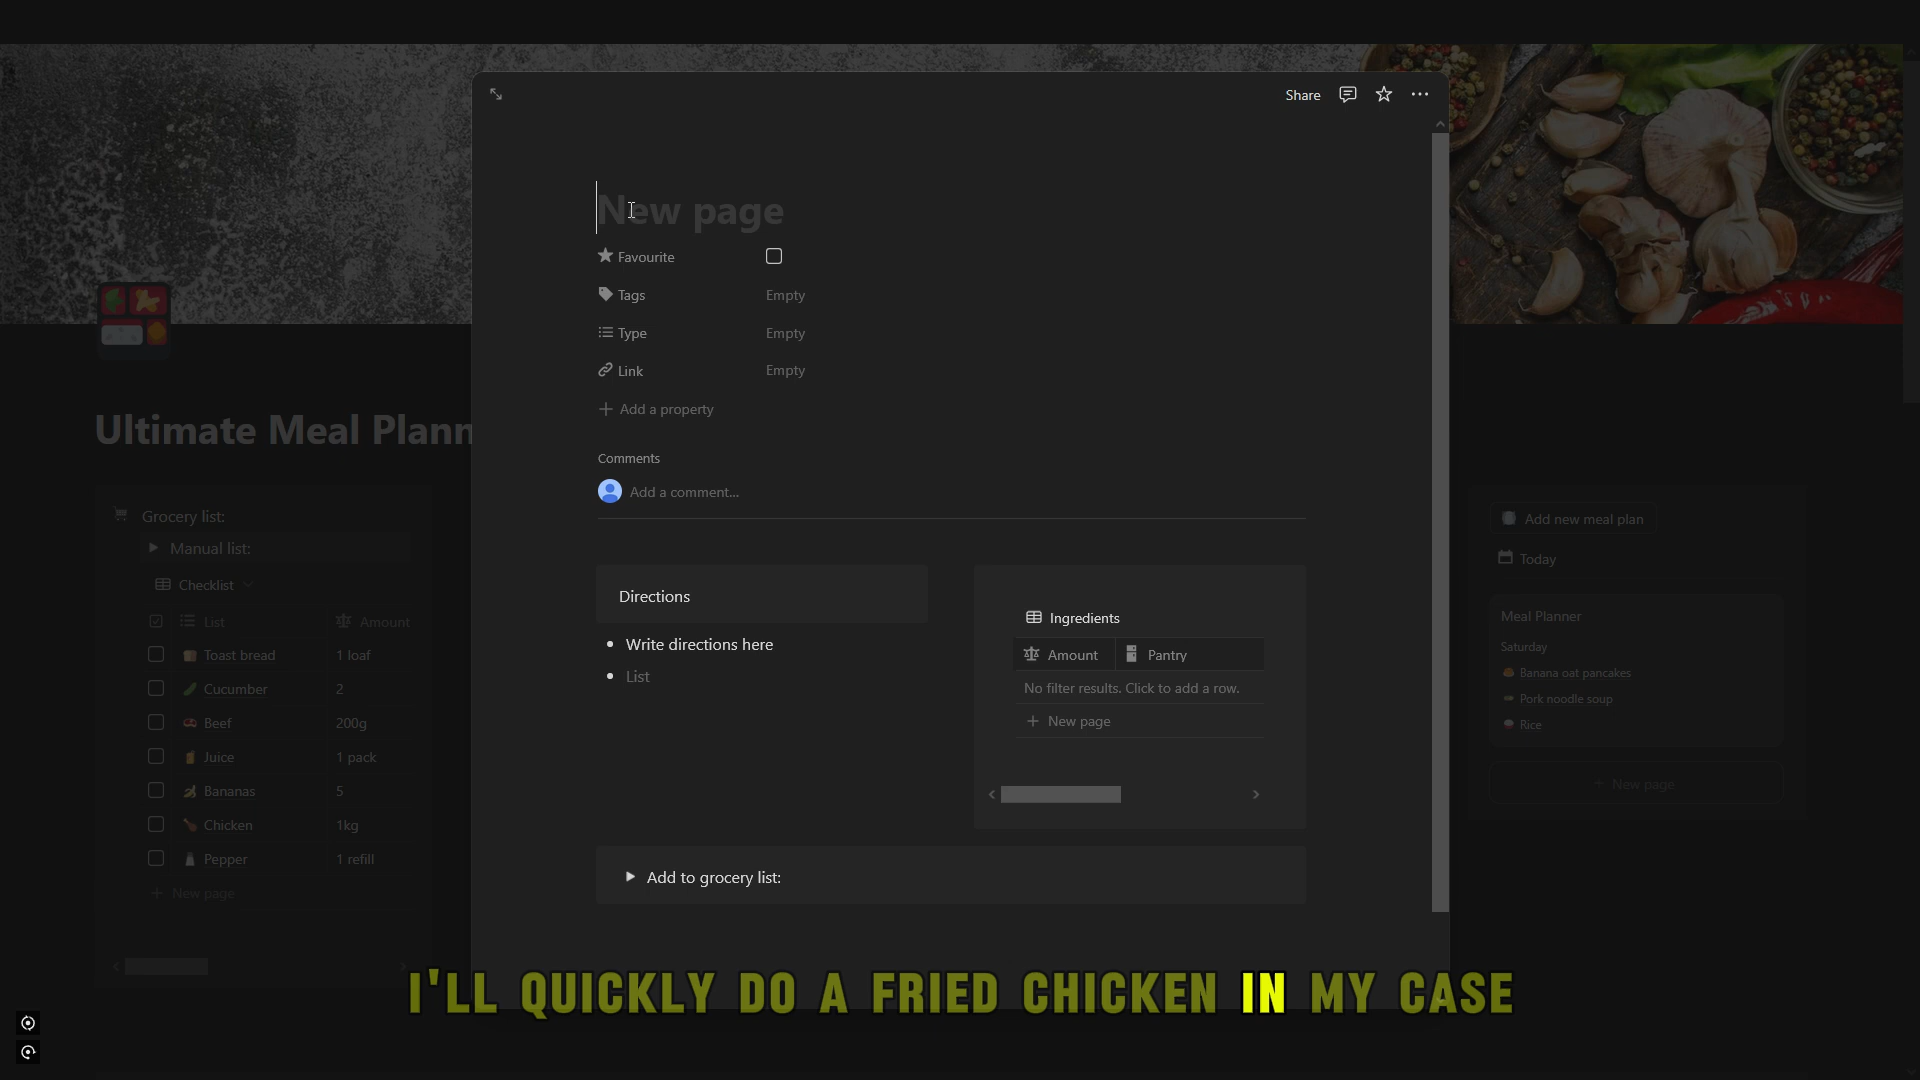 Share
New page
Favourite
Tags Empty
Type Empty
Link Empty
Add a property
Comments
Add a comment...
Ultimate Meal Plann
Grocery list:
Manual list:
Checklist
List Amount
Toast bread 1 loaf
Cucumber 2
Beef 200g
Juice 1 pack
Bananas 5
Chicken 1kg
Pepper 1 refill
New page
Directions
Write directions here
List
Ingredients
Amount Pantry
No filter results. Click to add a row.
New page
Add to grocery list:
Add new meal plan
Today
Meal Planner
Saturday
Banana oat pancakes
Pork noodle soup
Rice
New page
I'LL QUICKLY DO A FRIED CHICKEN IN MY CASE